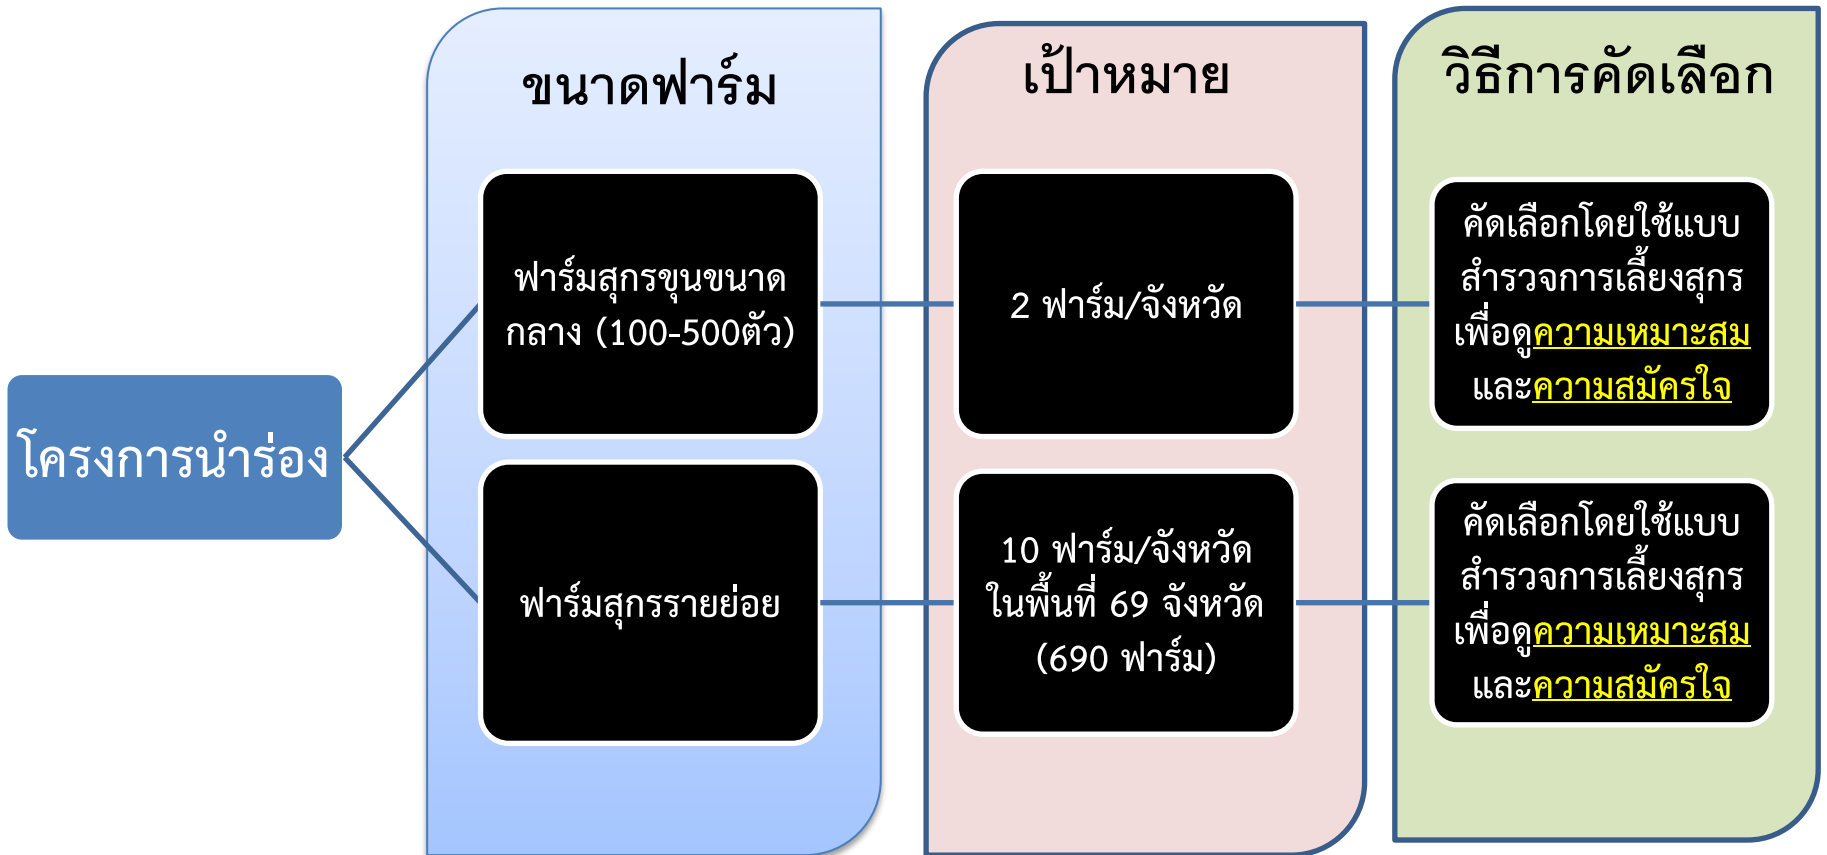 ขนาดฟาร์ม
เป้าหมาย
วิธีการคัดเลือก
โครงการนำร่อง
ฟาร์มสุกรขุนขนาด
กลาง (100-500ตัว)
2 ฟาร์ม/จังหวัด
คัดเลือกโดยใช้แบบ
สำรวจการเลี้ยงสุกร
เพื่อดูความเหมาะสม
และความสมัครใจ
ฟาร์มสุกรรายย่อย
10 ฟาร์ม/จังหวัด
ในพื้นที่ 69 จังหวัด
(690 ฟาร์ม)
คัดเลือกโดยใช้แบบ
สำรวจการเลี้ยงสุกร
เพื่อดูความเหมาะสม
และความสมัครใจ